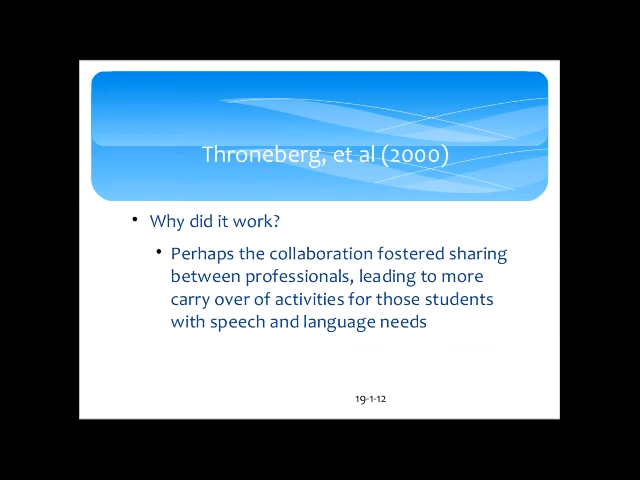 Throneberg, et al (2000)
• Why did it work?
• Perhaps the collaboration fostered sharing
between professionals, leading to more
carry over of activities for those students
with speech and language needs
19-1-12